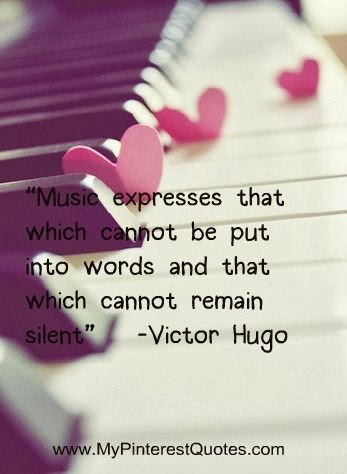 “Music expresses that
which cannot be put
into words and that
which cannot remain
silent” -Victor Hugo
www.MyPinterestQuotes.com